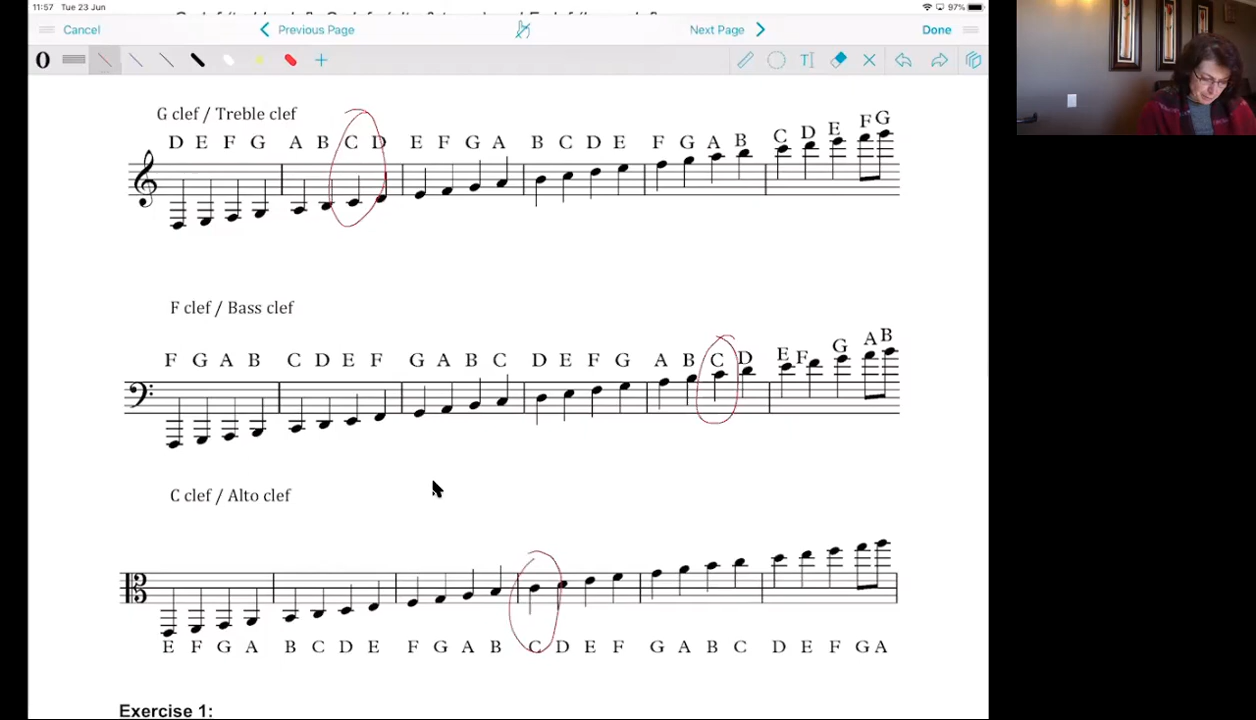 11:57 Tue 23 Jun 97%
Cancel Previous Page Next Page Done
0 T
G clef / Treble clef
D E F G A B C D E F G A B C D E F G A B C D E F G
F clef / Bass clef
F G A B C D E F G A B C D E F G A B C D E F G A B
C clef / Alto clef
E F G A B C D E F G A B C D E F G A B C D E F G A
Exercise 1: